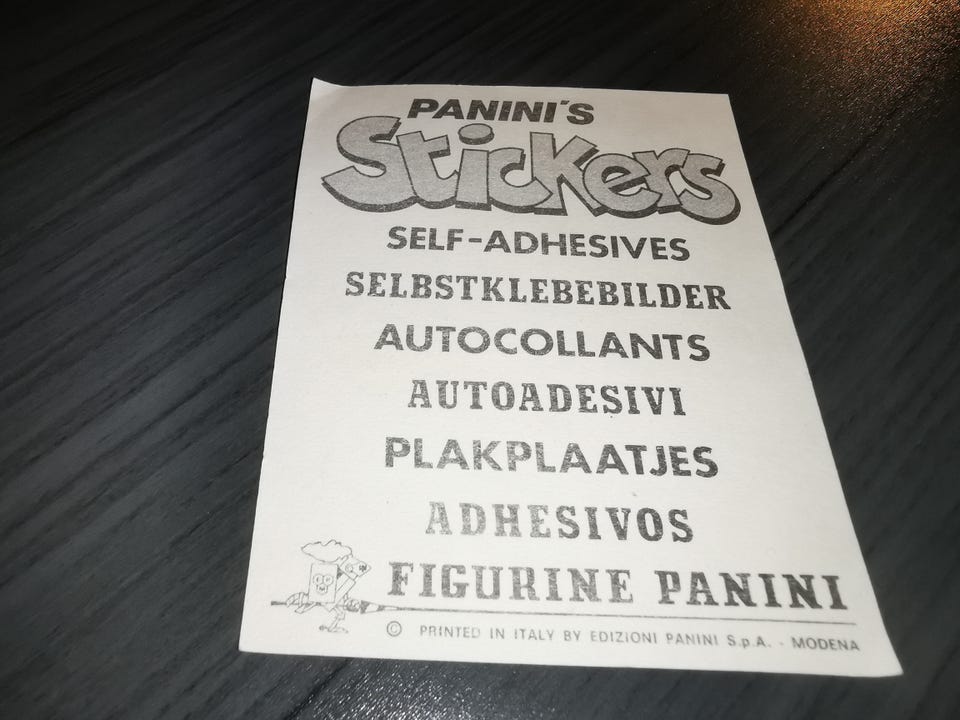 PANINI'S
Stickers
SELF-ADHESIVES
SELBSTKLEBEBILDER
AUTOCOLLANTS
AUTOADESIVI
PLAKPLAATJES
ADHESIVOS
FIGURINE PANINI
© PRINTED IN ITALY BY EDIZIONI PANINI S.p.A. - MODENA